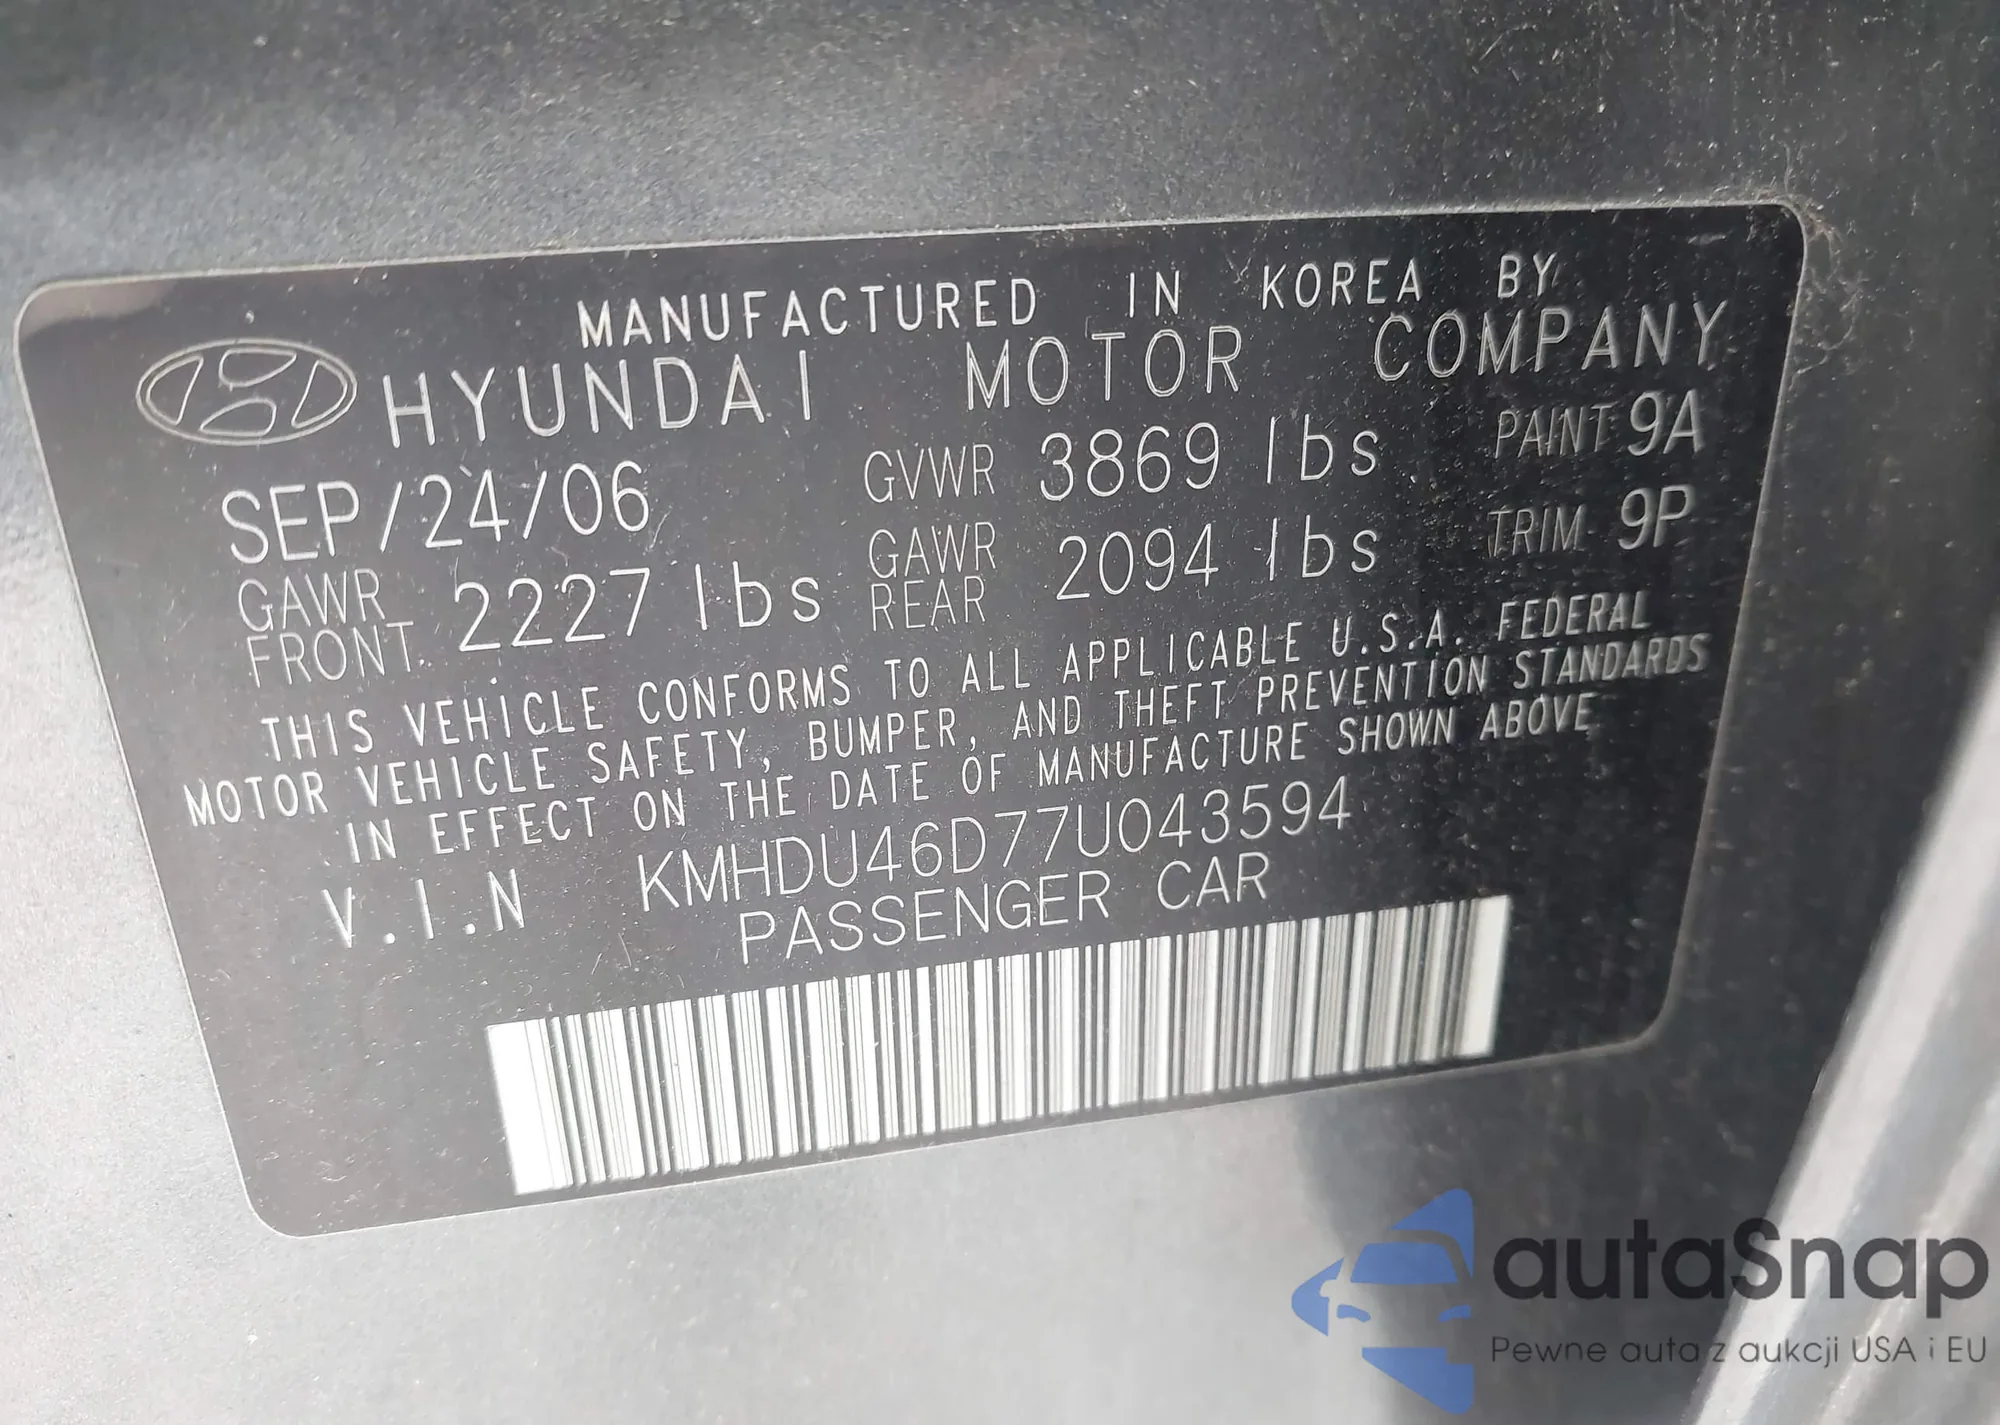 MANUFACTURED IN KOREA BY
HYUNDAI MOTOR COMPANY
SEP/24/06 GVWR 3869 lbs PAINT 9A
GAWR FRONT 2227 lbs GAWR REAR 2094 lbs TRIM 9P
THIS VEHICLE CONFORMS TO ALL APPLICABLE U.S.A. FEDERAL
MOTOR VEHICLE SAFETY, BUMPER, AND THEFT PREVENTION STANDARDS
IN EFFECT ON THE DATE OF MANUFACTURE SHOWN ABOVE
V.I.N KMHDU46D77U043594
PASSENGER CAR
autaSnap
Pewne auta z aukcji USA i EU